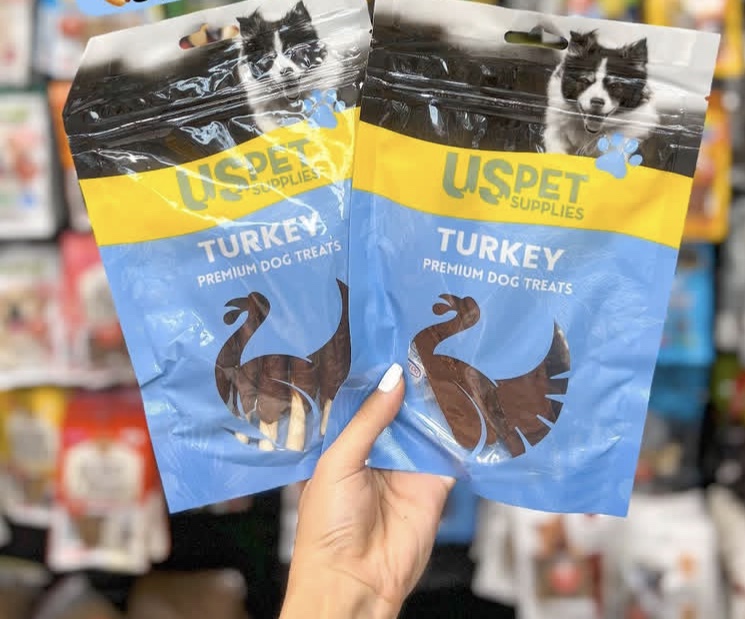 USPET
SUPPLIES
TURKEY
PREMIUM DOG TREATS
USPET
SUPPLIES
TURKEY
PREMIUM DOG TREATS